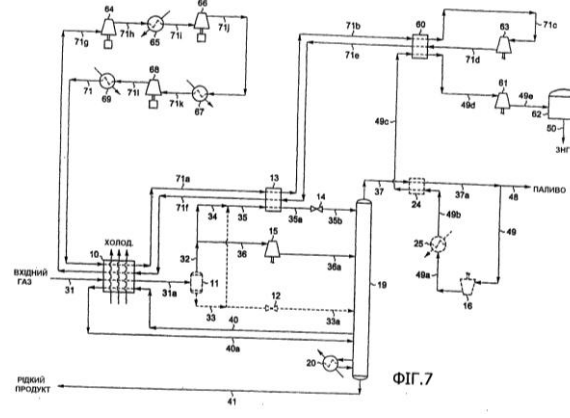 64
66
71h
71i
65
71j
71g
68
71
71l
71k
69
67
71b
60
71c
71e
63
71d
61
49e
49d
62
50
ЗНГ
49c
37
37a
ПАЛИВО
24
48
49b
49
25
49a
16
71a
13
71f
34
35
14
35a
35b
ХОЛОД.
32
36
15
36a
19
10
ВХІДНИЙ
ГАЗ
31
31a
11
12
33
33a
40
40a
20
ФІГ.7
РІДКИЙ
ПРОДУКТ
41